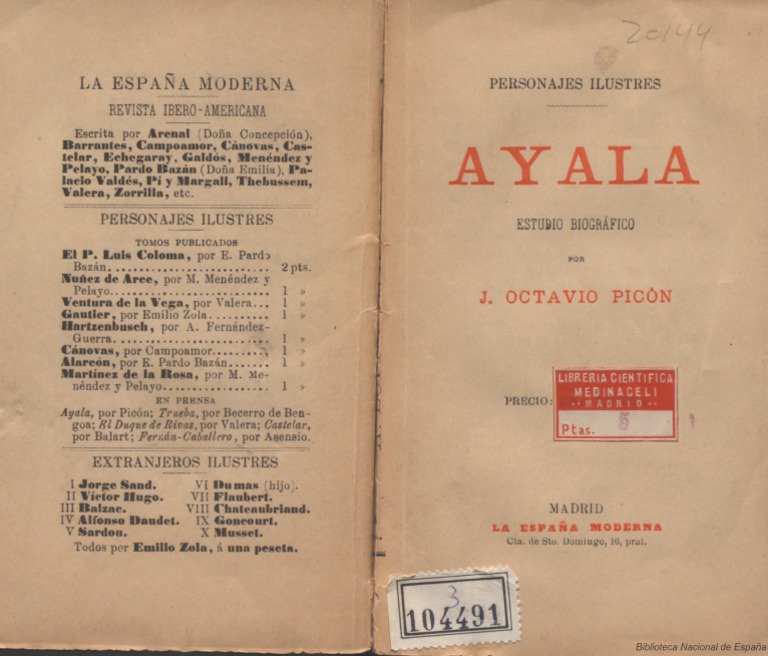 LA ESPAÑA MODERNA
REVISTA IBERO-AMERICANA
Escrita por Arenal (Doña Concepción),
Barrantes, Campoamor, Cánovas, Cas-
telar, Echegaray, Galdós, Menéndez y
Pelayo, Pardo Bazán (Doña Emilia), Pa-
lacio Valdés, Pí y Margall, Thebussem,
Valera, Zorrilla, etc.
PERSONAJES ILUSTRES
TOMOS PUBLICADOS
El P. Luis Coloma, por E. Pardo
Bazán........................... 2 pts.
Nuñez de Arce, por M. Menéndez y
Pelayo.......................... 1 »
Ventura de la Vega, por Valera... 1 »
Gautier, por Emilio Zola.......... 1 »
Hartzenbusch, por A. Fernández-
Guerra.......................... 1 »
Cánovas, por Campoamor......... 1 »
Alarcón, por E. Pardo Bazán...... 1 »
Martínez de la Rosa, por M. Me-
néndez y Pelayo................. 1 »
EN PRENSA
Ayala, por Picón; Trueba, por Becerro de Ben-
goa; El Duque de Rivas, por Valera; Castelar,
por Balart; Fernán-Caballero, por Asensio.
EXTRANJEROS ILUSTRES
I Jorge Sand. VI Dumas (hijo).
II Víctor Hugo. VII Flaubert.
III Balzac. VIII Chateaubriand.
IV Alfonso Daudet. IX Goncourt.
V Sardou. X Musset.
Todos por Emilio Zola, á una peseta.
20144
PERSONAJES ILUSTRES
AYALA
ESTUDIO BIOGRÁFICO
POR
J. OCTAVIO PICÒN
PRECIO:
LIBRERIA CIENTIFICA
MEDINACELI
MADRID
Ptas. 5
MADRID
LA ESPAÑA MODERNA
Cta. de Sto. Domingo, 16, pral.
3
104491
Biblioteca Nacional de España